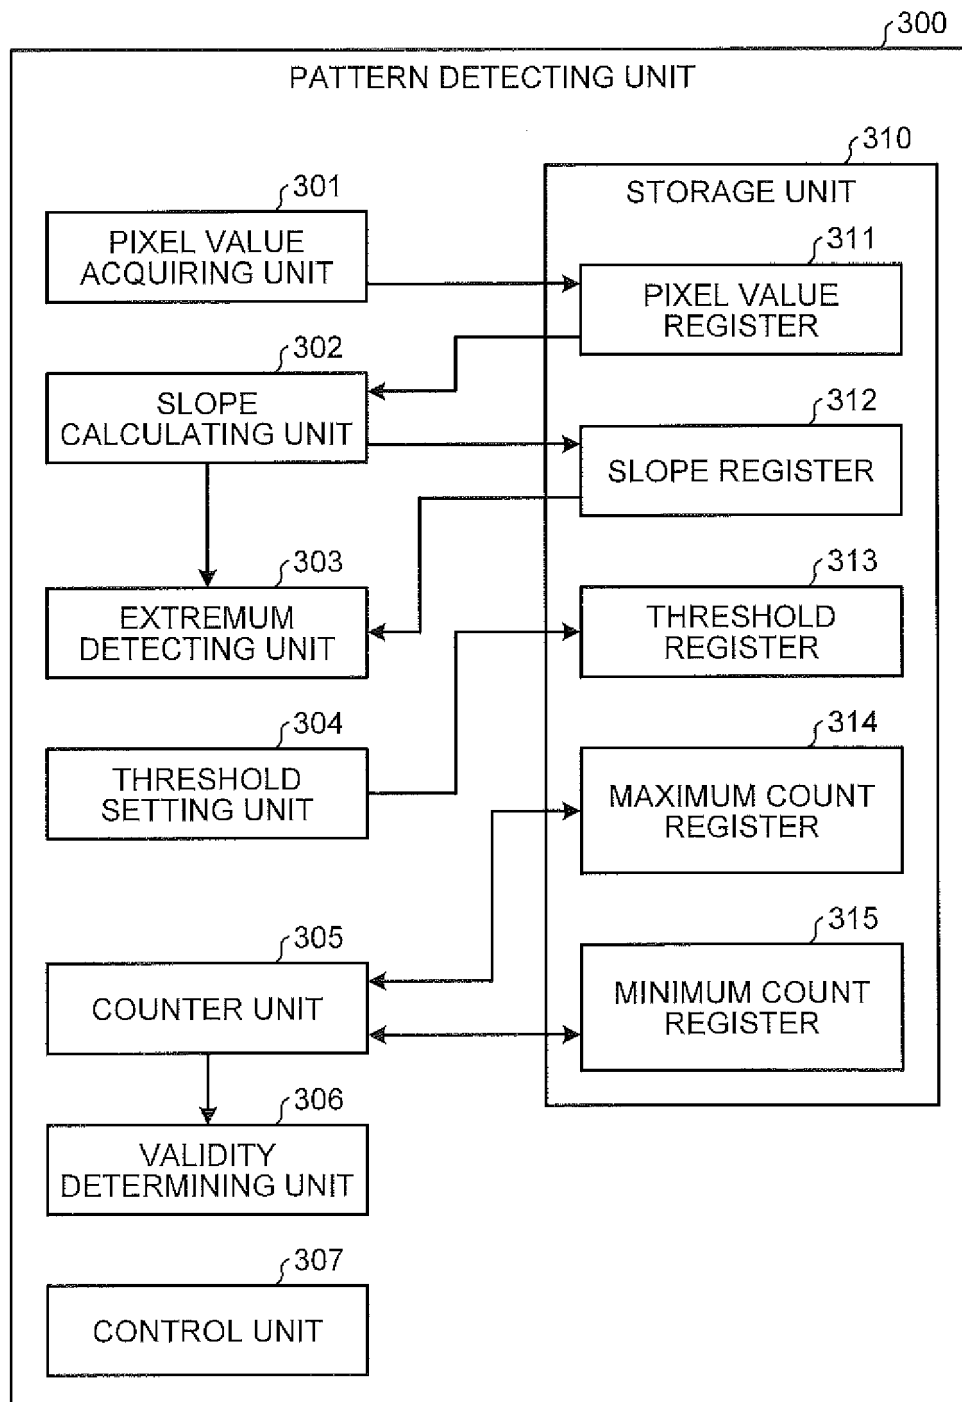 300
PATTERN DETECTING UNIT
310
STORAGE UNIT
301
PIXEL VALUE
ACQUIRING UNIT
311
PIXEL VALUE
REGISTER
302
SLOPE
CALCULATING UNIT
312
SLOPE REGISTER
303
EXTREMUM
DETECTING UNIT
313
THRESHOLD
REGISTER
304
THRESHOLD
SETTING UNIT
314
MAXIMUM COUNT
REGISTER
305
COUNTER UNIT
315
MINIMUM COUNT
REGISTER
306
VALIDITY
DETERMINING UNIT
307
CONTROL UNIT